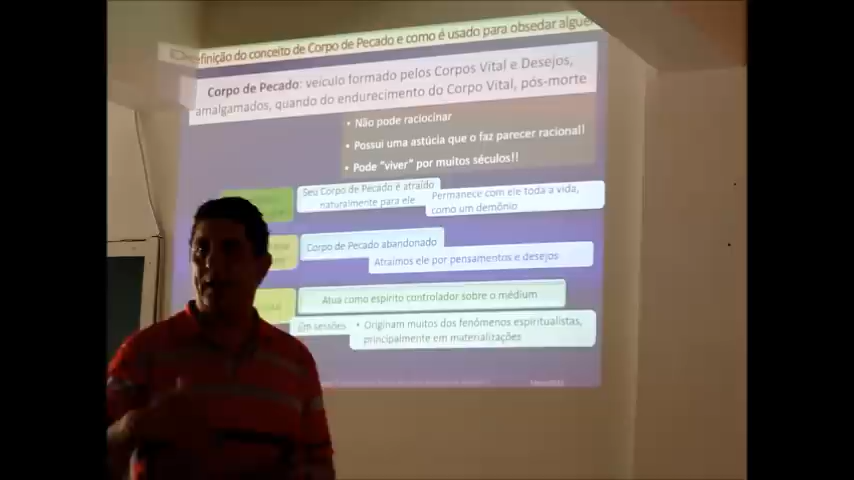 Definição do conceito de Corpo de Pecado e como é usado para obsedar algué
Corpo de Pecado: veículo formado pelos Corpos Vital e Desejos,
amalgamados, quando do endurecimento do Corpo Vital, pós-morte
• Não pode raciocinar
• Possui uma astúcia que o faz parecer racional!!
• Pode "viver" por muitos séculos!!
Seu Corpo de Pecado é atraído
naturalmente para ele
Permanece com ele toda a vida,
como um demônio
Corpo de Pecado abandonado
Atraímos ele por pensamentos e desejos
Atua como espírito controlador sobre o médium
Em sessões
• Originam muitos dos fenômenos espiritualistas,
principalmente em materializações